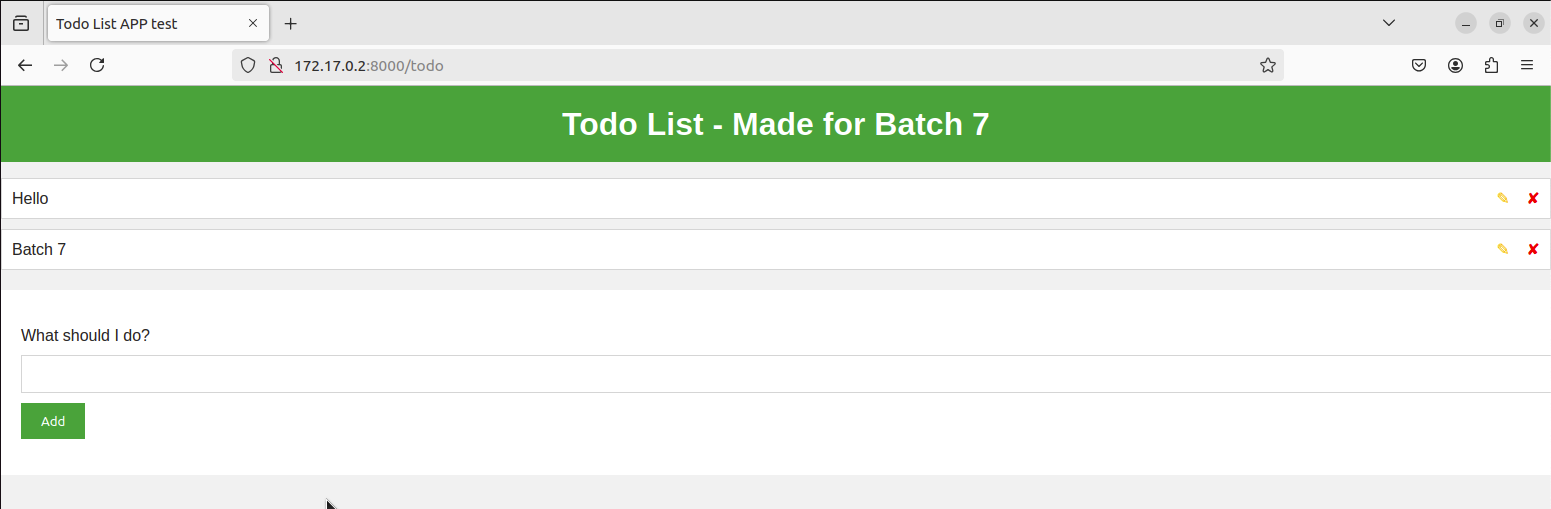 Todo List APP test
172.17.0.2:8000/todo
Todo List - Made for Batch 7
Hello
Batch 7
What should I do?
Add